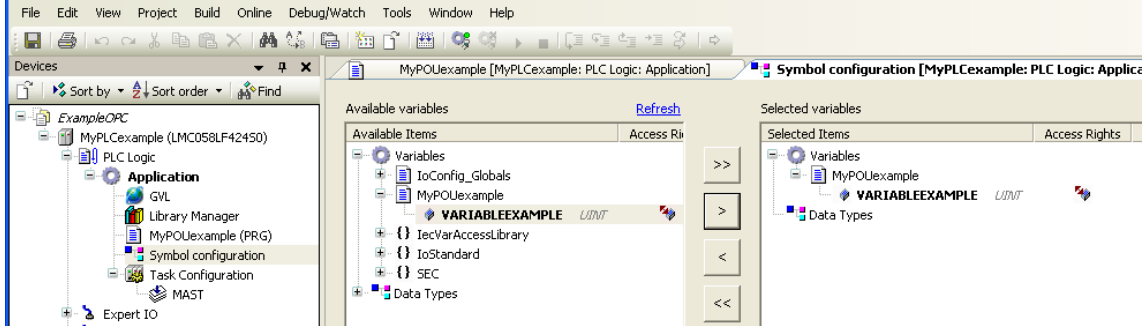 File Edit View Project Build Online Debug/Watch Tools Window Help
Devices
Sort by Sort order Find
ExampleOPC
MyPLCexample (LMC058LF424S0)
PLC Logic
Application
GVL
Library Manager
MyPOUexample (PRG)
Symbol configuration
Task Configuration
MAST
Expert IO
MyPOUexample [MyPLCexample: PLC Logic: Application]
Symbol configuration [MyPLCexample: PLC Logic: Applica
Available variables Refresh
Available Items Access Ri
Variables
IoConfig_Globals
MyPOUexample
VARIABLEEXAMPLE UINT
{} IecVarAccessLibrary
{} IoStandard
{} SEC
Data Types
>>
>
<
<<
Selected variables
Selected Items Access Rights
Variables
MyPOUexample
VARIABLEEXAMPLE UINT
Data Types